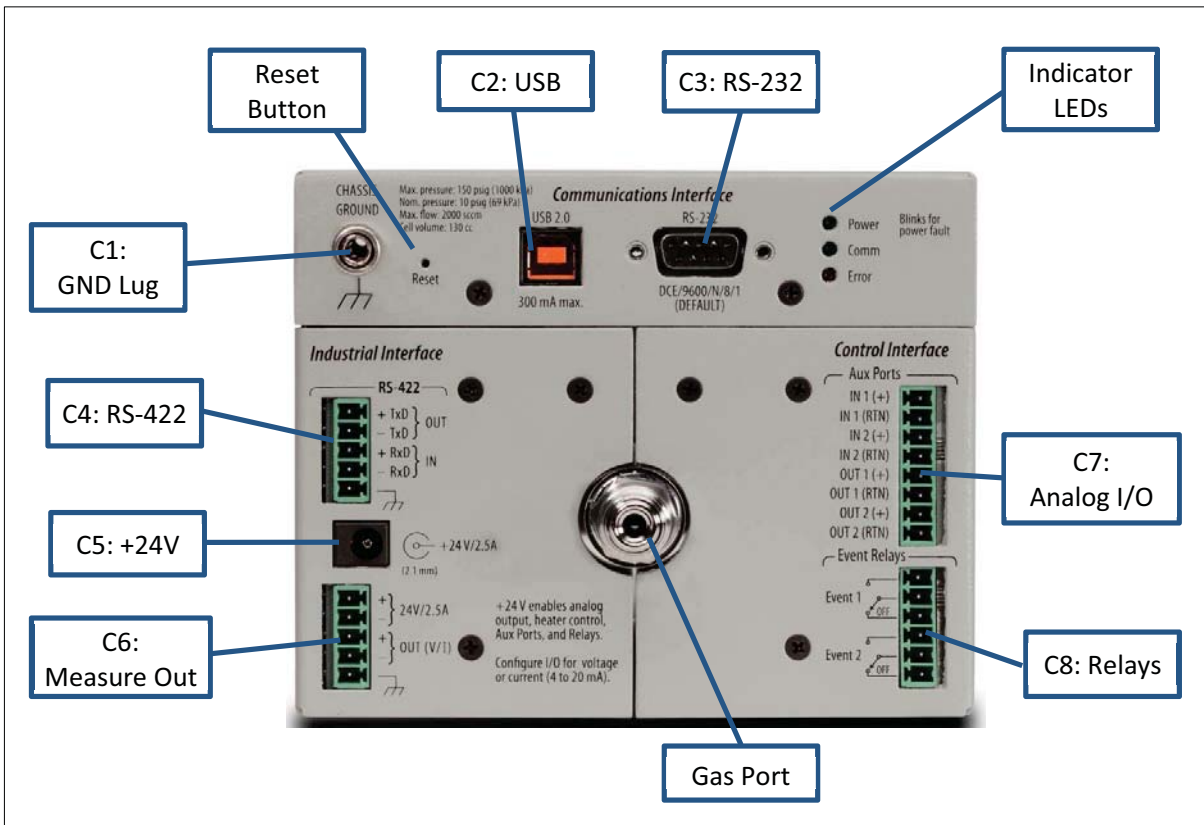 Reset
Button
C2: USB
C3: RS-232
Indicator
LEDs
C1:
GND Lug
CHASSIS
GROUND
Max. pressure: 150 psig (1000 kPa)
Nom. pressure: 10 psig (69 kPa)
Max. flow: 2000 sccm
Cell volume: 130 cc
Reset
Communications Interface
USB 2.0
300 mA max.
RS-232
DCE/9600/N/8/1
(DEFAULT)
Power
Comm
Error
Blinks for
power fault
C4: RS-422
C5: +24V
C6:
Measure Out
Industrial Interface
RS-422
+ TxD
– TxD
OUT
+ RxD
– RxD
IN
+24 V/2.5A
(2.1 mm)
+
–
24V/2.5A
+
–
OUT (V/I)
+24 V enables analog
output, heater control,
Aux Ports, and Relays.
Configure I/O for voltage
or current (4 to 20 mA).
Control Interface
Aux Ports
IN 1 (+)
IN 1 (RTN)
IN 2 (+)
IN 2 (RTN)
OUT 1 (+)
OUT 1 (RTN)
OUT 2 (+)
OUT 2 (RTN)
Event Relays
Event 1
OFF
Event 2
OFF
C7:
Analog I/O
C8: Relays
Gas Port